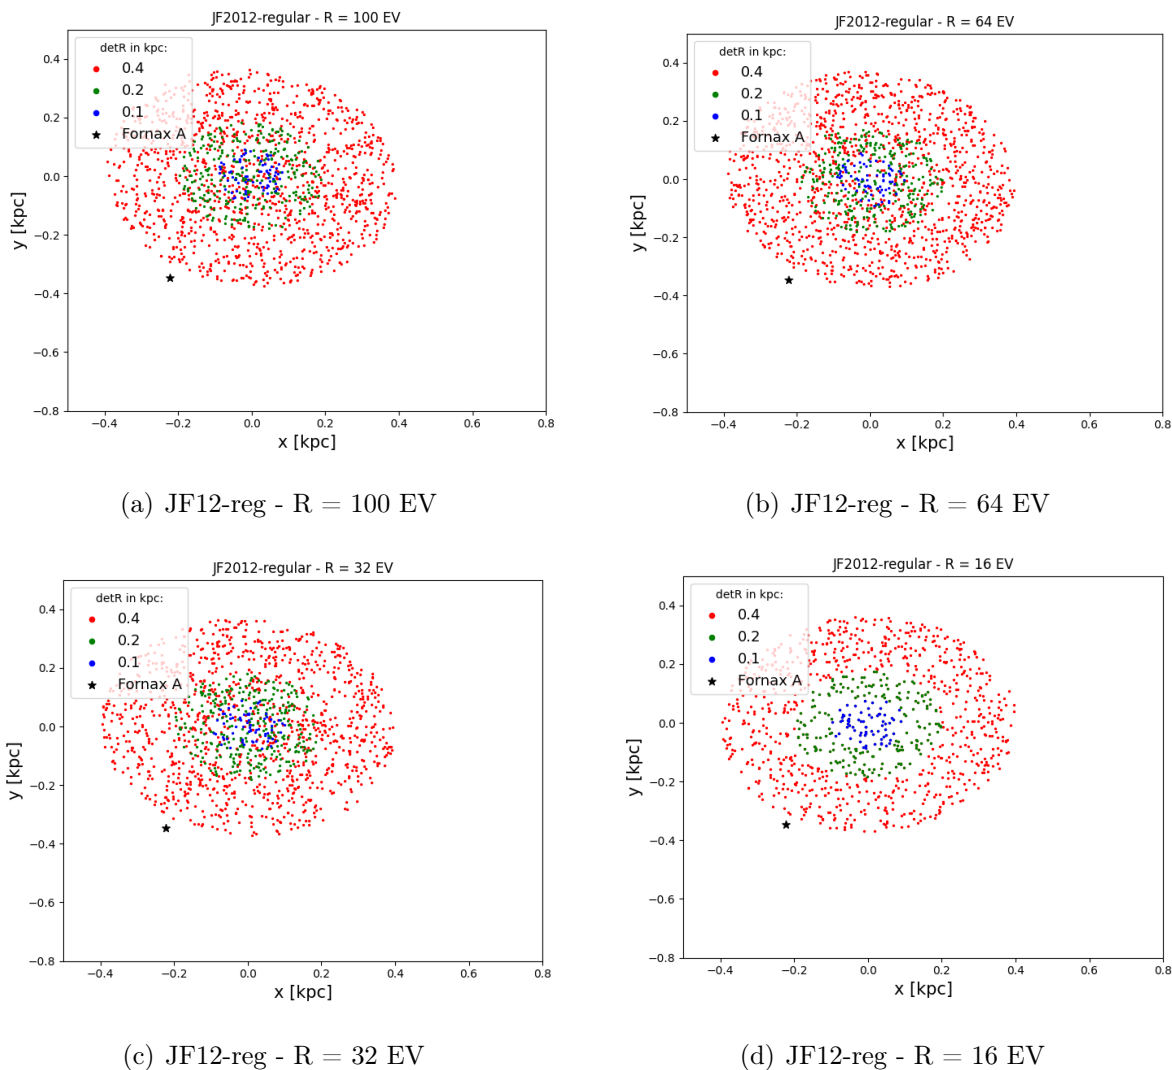 JF2012-regular - R = 100 EV
detR in kpc:
0.4
0.2
0.1
Fornax A
0.4
0.2
0.0
−0.2
−0.4
−0.6
−0.8
y [kpc]
−0.4 −0.2 0.0 0.2 0.4 0.6 0.8
x [kpc]
(a) JF12-reg - R = 100 EV
JF2012-regular - R = 64 EV
detR in kpc:
0.4
0.2
0.1
Fornax A
0.4
0.2
0.0
−0.2
−0.4
−0.6
−0.8
y [kpc]
−0.4 −0.2 0.0 0.2 0.4 0.6 0.8
x [kpc]
(b) JF12-reg - R = 64 EV
JF2012-regular - R = 32 EV
detR in kpc:
0.4
0.2
0.1
Fornax A
0.4
0.2
0.0
−0.2
−0.4
−0.6
−0.8
y [kpc]
−0.4 −0.2 0.0 0.2 0.4 0.6 0.8
x [kpc]
(c) JF12-reg - R = 32 EV
JF2012-regular - R = 16 EV
detR in kpc:
0.4
0.2
0.1
Fornax A
0.4
0.2
0.0
−0.2
−0.4
−0.6
−0.8
y [kpc]
−0.4 −0.2 0.0 0.2 0.4 0.6 0.8
x [kpc]
(d) JF12-reg - R = 16 EV